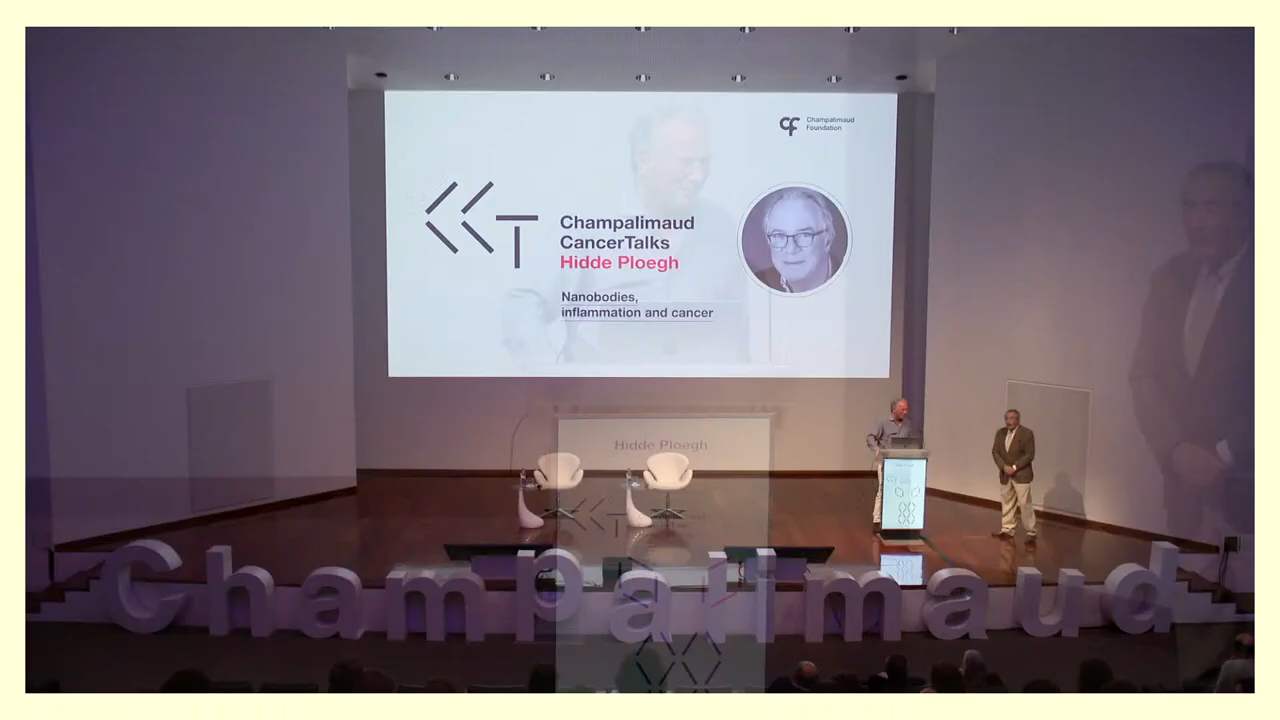 Champalimaud
Foundation
Champalimaud
CancerTalks
Hidde Ploegh
Nanobodies,
inflammation and cancer
Hidde Ploegh
Champalimaud